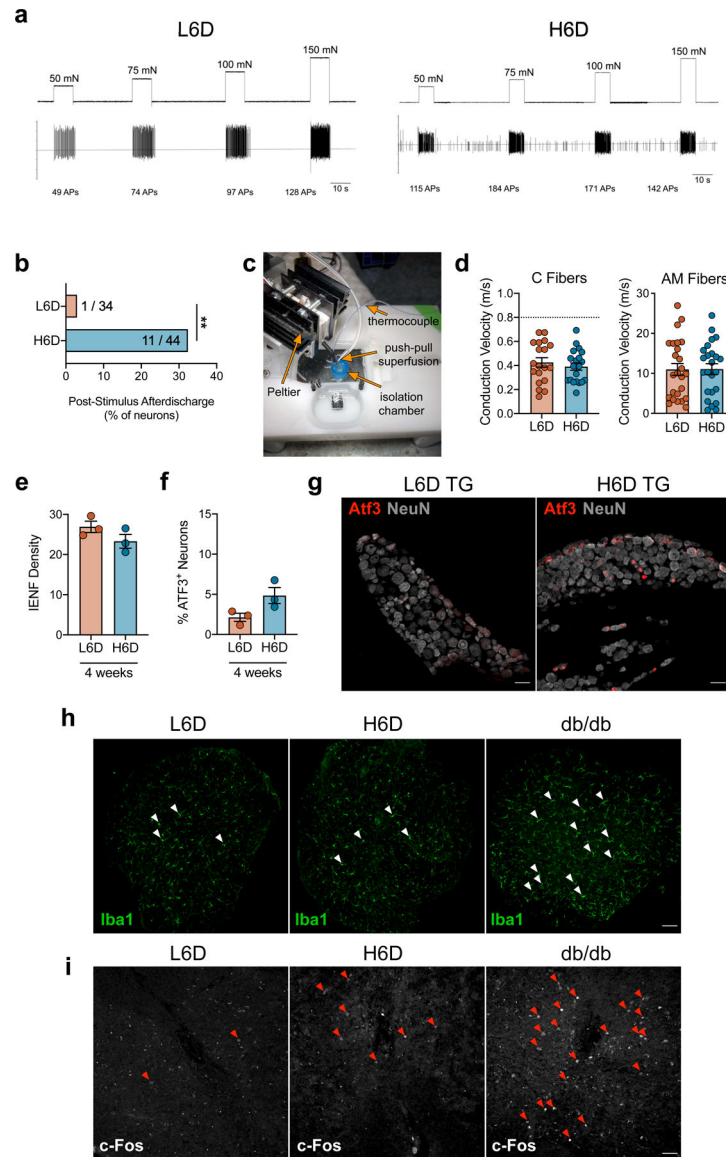 a
L6D
H6D
50 mN
75 mN
100 mN
150 mN
50 mN
75 mN
100 mN
150 mN
49 APs
74 APs
97 APs
128 APs
10 s
115 APs
184 APs
171 APs
142 APs
10 s
b
L6D
1 / 34
H6D
11 / 44
**
0
10
20
30
40
Post-Stimulus Afterdischarge
(% of neurons)
c
thermocouple
push-pull
superfusion
Peltier
isolation
chamber
d
C Fibers
Conduction Velocity (m/s)
1.0
0.8
0.6
0.4
0.2
0.0
L6D
H6D
AM Fibers
Conduction Velocity (m/s)
30
20
10
0
L6D
H6D
e
IENF Density
40
30
20
10
0
L6D
H6D
4 weeks
f
% ATF3⁺ Neurons
15
10
5
0
L6D
H6D
4 weeks
g
L6D TG
H6D TG
Atf3 NeuN
Atf3 NeuN
h
L6D
H6D
db/db
Iba1
Iba1
Iba1
i
L6D
H6D
db/db
c-Fos
c-Fos
c-Fos